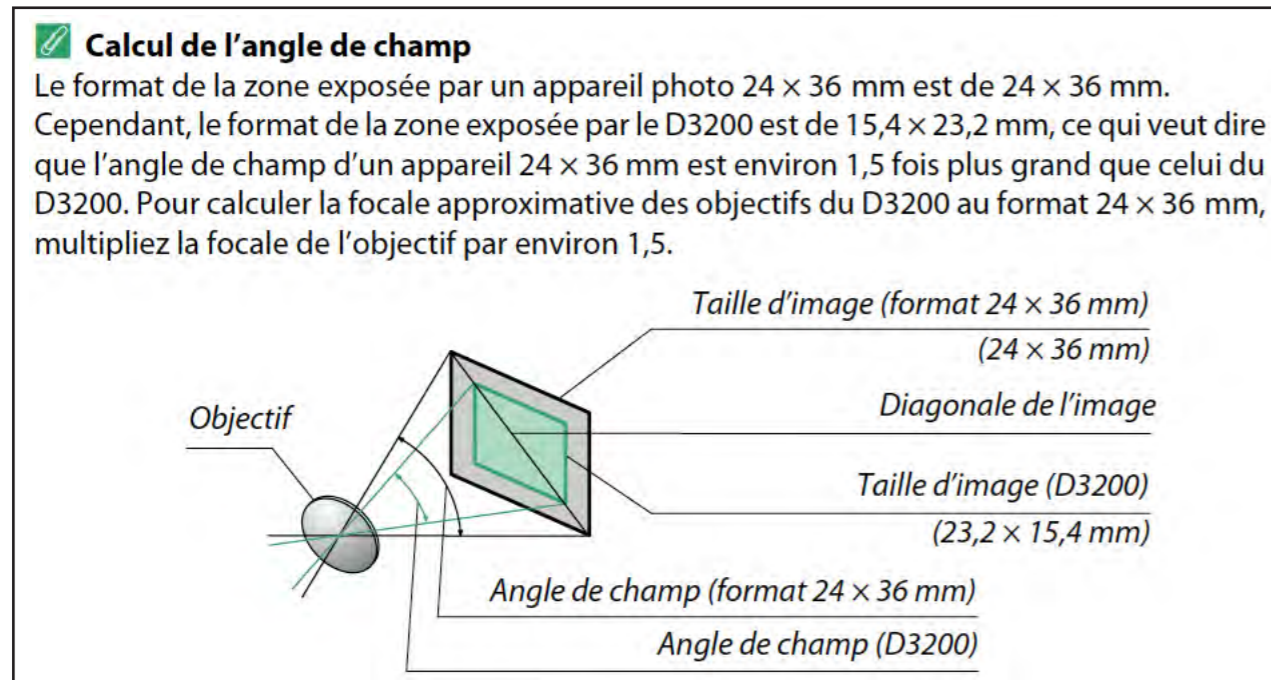 Calcul de l'angle de champ
Le format de la zone exposée par un appareil photo 24 × 36 mm est de 24 × 36 mm.
Cependant, le format de la zone exposée par le D3200 est de 15,4 × 23,2 mm, ce qui veut dire
que l'angle de champ d'un appareil 24 × 36 mm est environ 1,5 fois plus grand que celui du
D3200. Pour calculer la focale approximative des objectifs du D3200 au format 24 × 36 mm,
multipliez la focale de l'objectif par environ 1,5.
Taille d'image (format 24 × 36 mm)
(24 × 36 mm)
Objectif
Diagonale de l'image
Taille d'image (D3200)
(23,2 × 15,4 mm)
Angle de champ (format 24 × 36 mm)
Angle de champ (D3200)